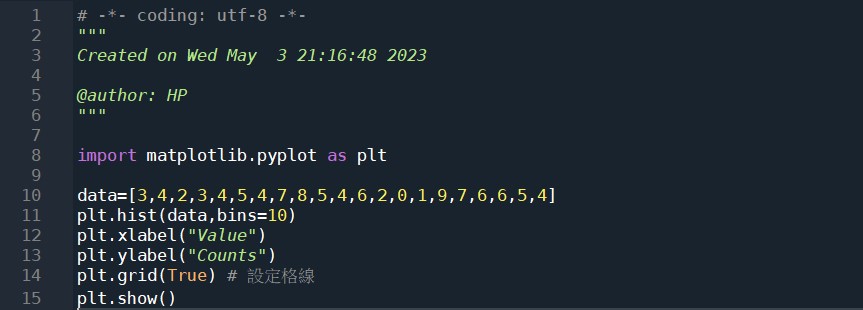 1 # -*- coding: utf-8 -*-
2 """
3 Created on Wed May  3 21:16:48 2023
4
5 @author: HP
6 """
7
8 import matplotlib.pyplot as plt
9
10 data=[3,4,2,3,4,5,4,7,8,5,4,6,2,0,1,9,7,6,6,5,4]
11 plt.hist(data,bins=10)
12 plt.xlabel("Value")
13 plt.ylabel("Counts")
14 plt.grid(True) # 設定格線
15 plt.show()